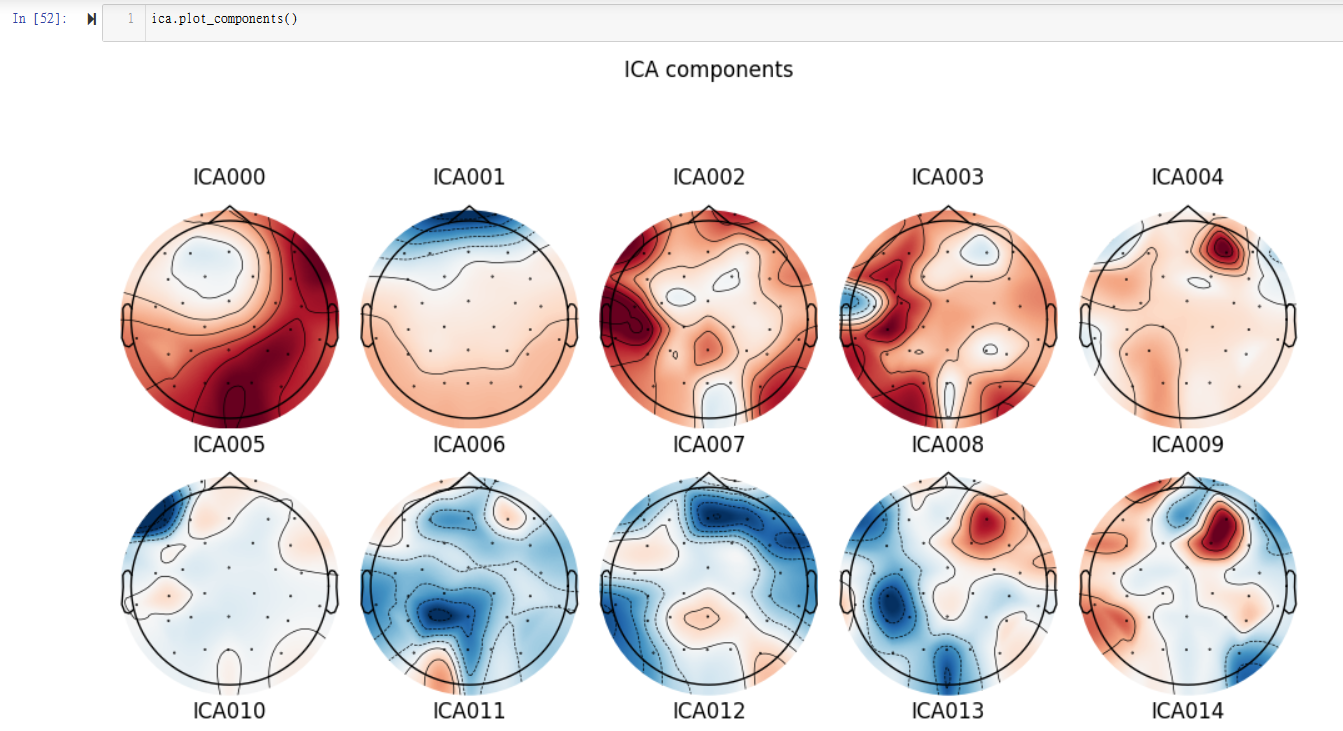 In [52]: 1 ica.plot_components()
ICA components
ICA000 ICA001 ICA002 ICA003 ICA004
ICA005 ICA006 ICA007 ICA008 ICA009
ICA010 ICA011 ICA012 ICA013 ICA014